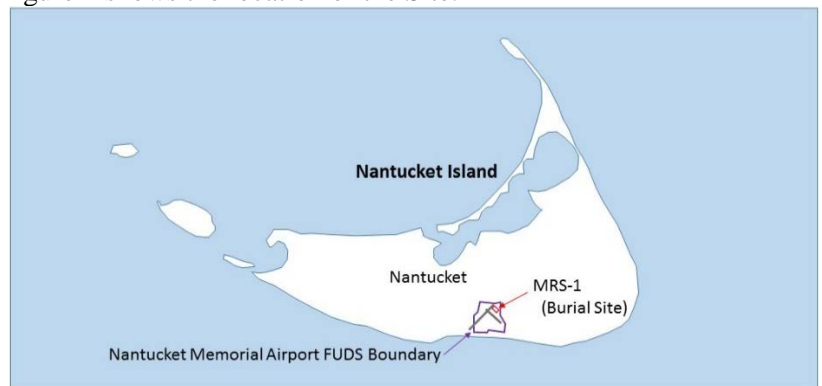 Nantucket Island
Nantucket
MRS-1
(Burial Site)
Nantucket Memorial Airport FUDS Boundary